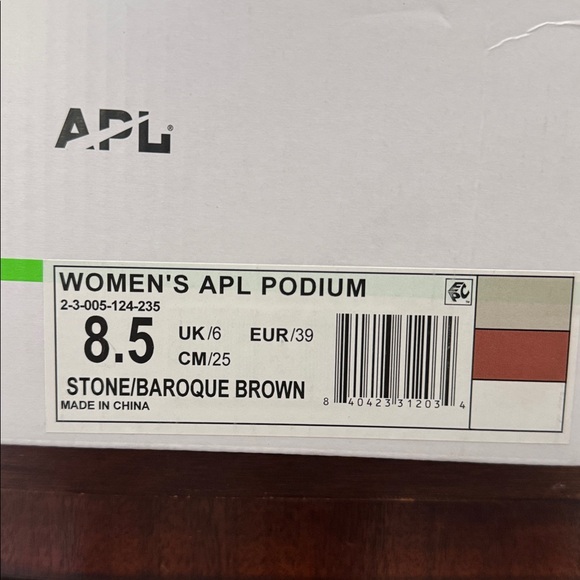 APL®
WOMEN'S APL PODIUM
2-3-005-124-235
8.5 UK/6 EUR/39
CM/25
STONE/BAROQUE BROWN
MADE IN CHINA
8 40423 31203 4